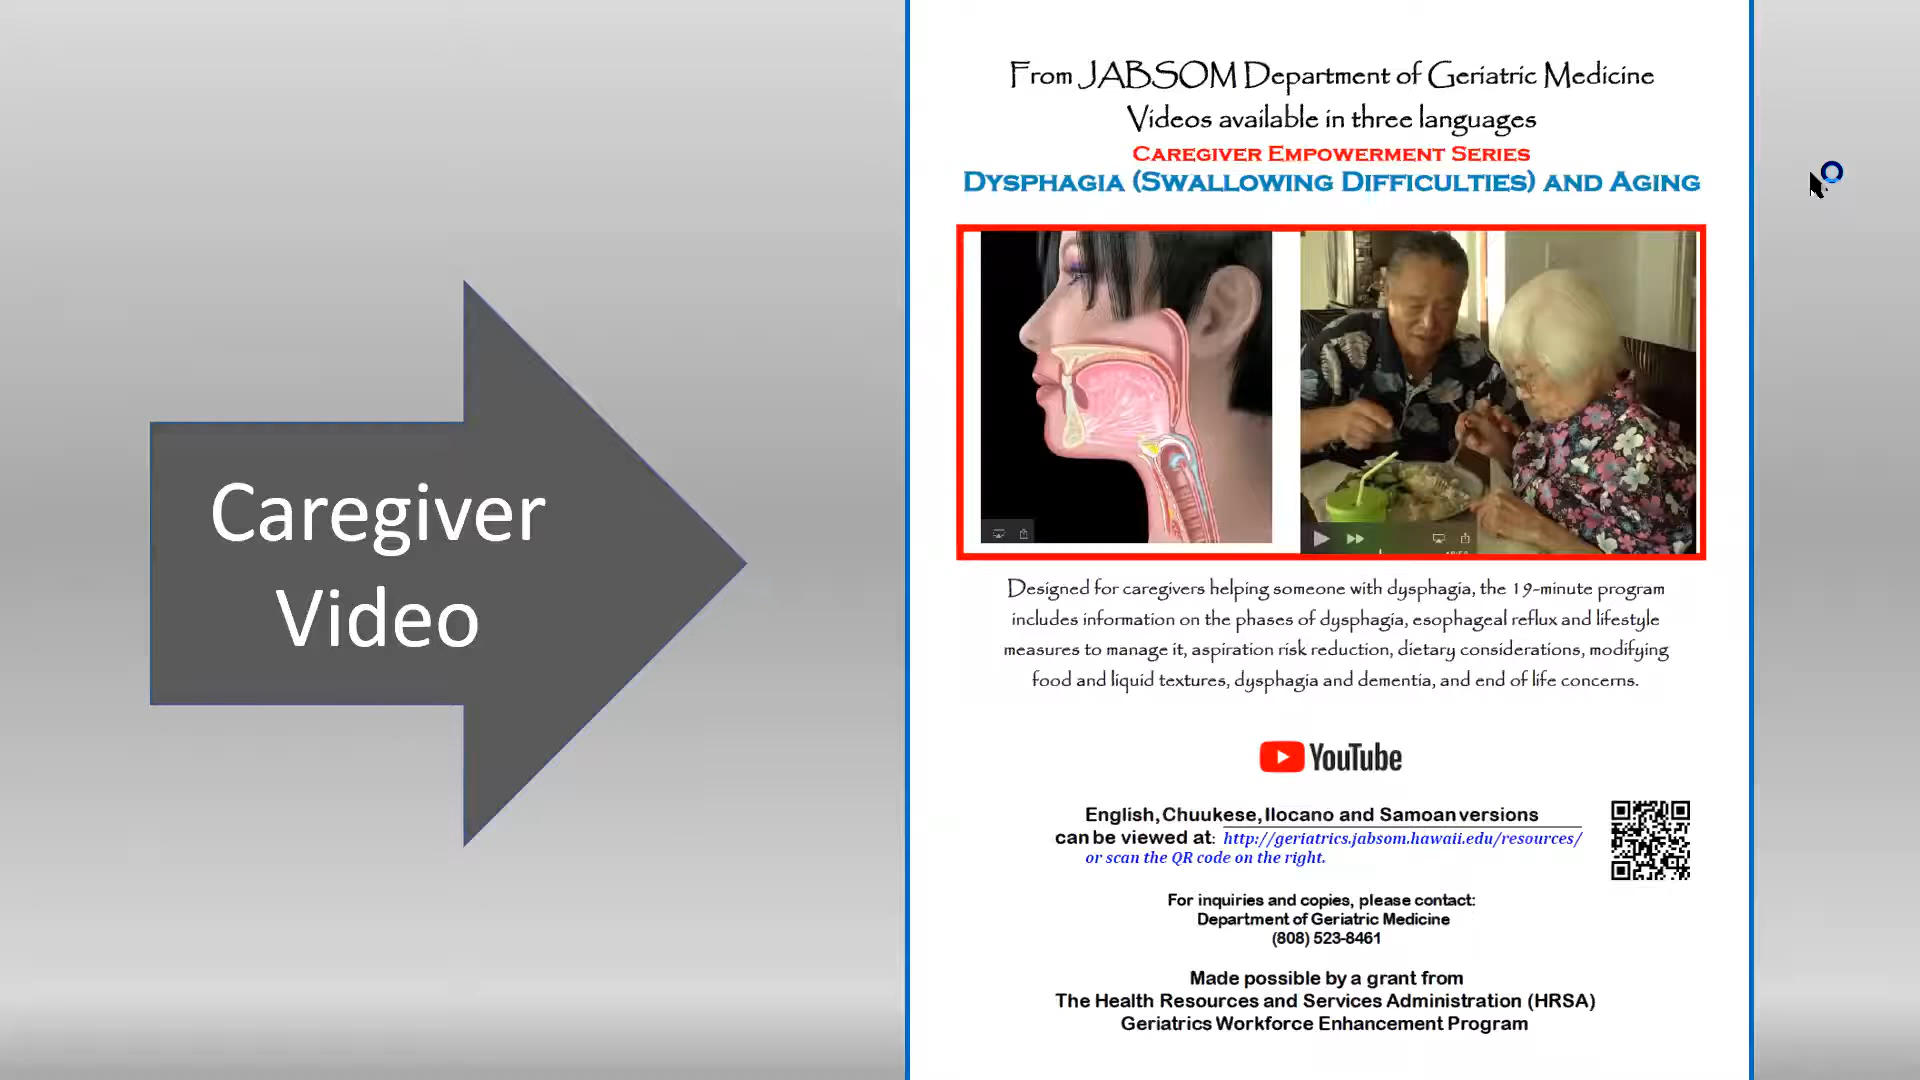 Caregiver
Video
From JABSOM Department of Geriatric Medicine
Videos available in three languages
Caregiver Empowerment Series
Dysphagia (Swallowing Difficulties) and Aging
Designed for caregivers helping someone with dysphagia, the 19-minute program
includes information on the phases of dysphagia, esophageal reflux and lifestyle
measures to manage it, aspiration risk reduction, dietary considerations, modifying
food and liquid textures, dysphagia and dementia, and end of life concerns.
YouTube
English, Chuukese, Ilocano and Samoan versions
can be viewed at: http://geriatrics.jabsom.hawaii.edu/resources/
or scan the QR code on the right.
For inquiries and copies, please contact:
Department of Geriatric Medicine
(808) 523-8461
Made possible by a grant from
The Health Resources and Services Administration (HRSA)
Geriatrics Workforce Enhancement Program